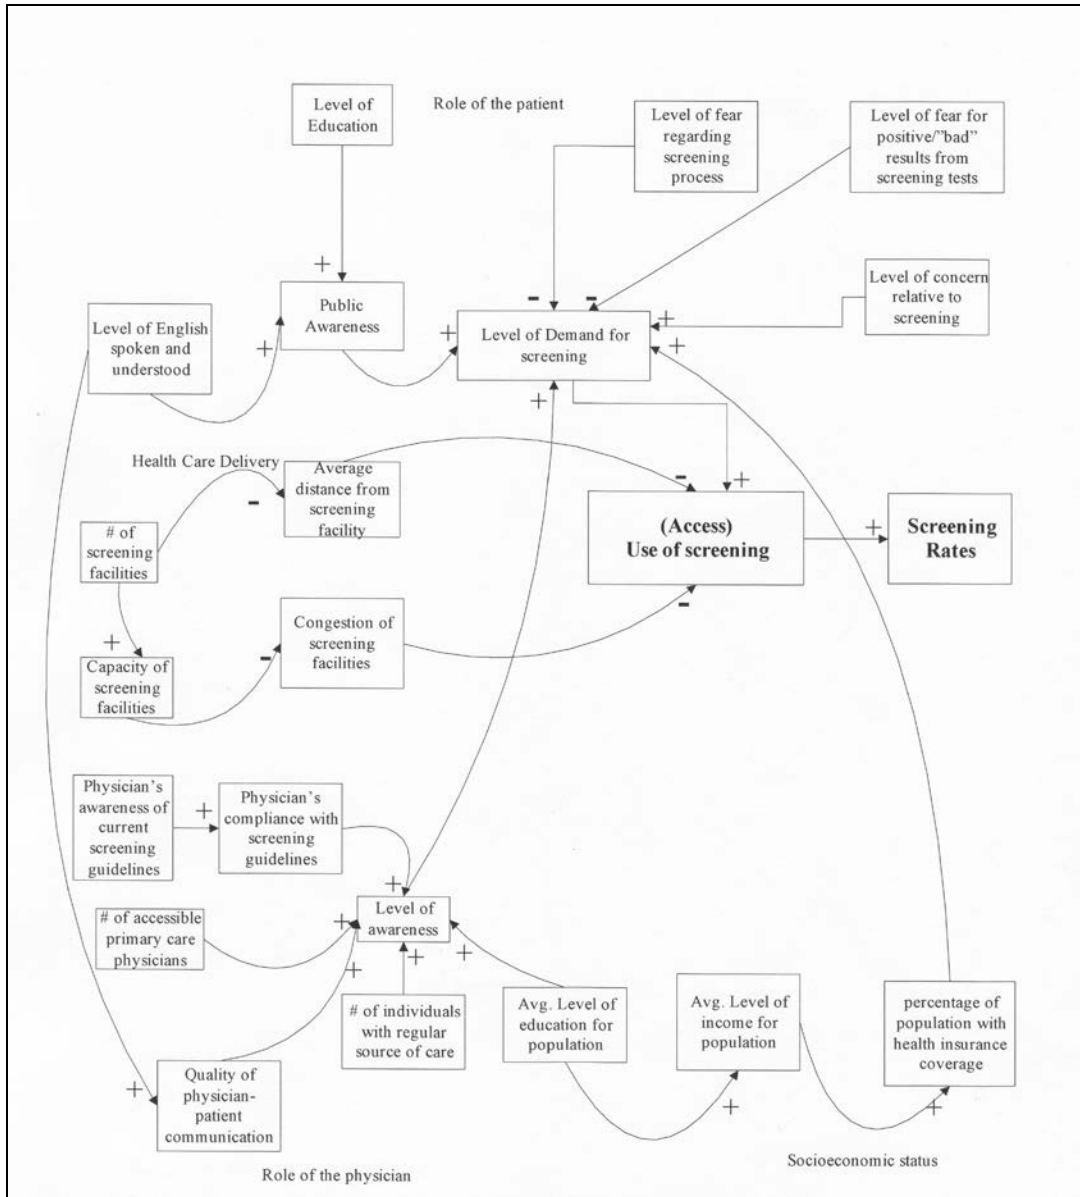 Level of
Education
Role of the patient
Level of fear
regarding
screening
process
Level of fear for
positive/"bad"
results from
screening tests
+
Public
Awareness
-
-
Level of concern
relative to
screening
Level of English
spoken and
understood
+
+
Level of Demand for
screening
+
+
+
Health Care Delivery
Average
distance from
screening
facility
-
-
+
# of
screening
facilities
(Access)
Use of screening
+
Screening
Rates
+
Capacity of
screening
facilities
-
Congestion of
screening
facilities
-
Physician's
awareness of
current
screening
guidelines
+
Physician's
compliance with
screening
guidelines
+
Level of
awareness
# of accessible
primary care
physicians
+
+
+
+
# of individuals
with regular
source of care
Avg. Level of
education for
population
Avg. Level of
income for
population
percentage of
population with
health insurance
coverage
+
Quality of
physician-
patient
communication
+
+
Role of the physician
Socioeconomic status